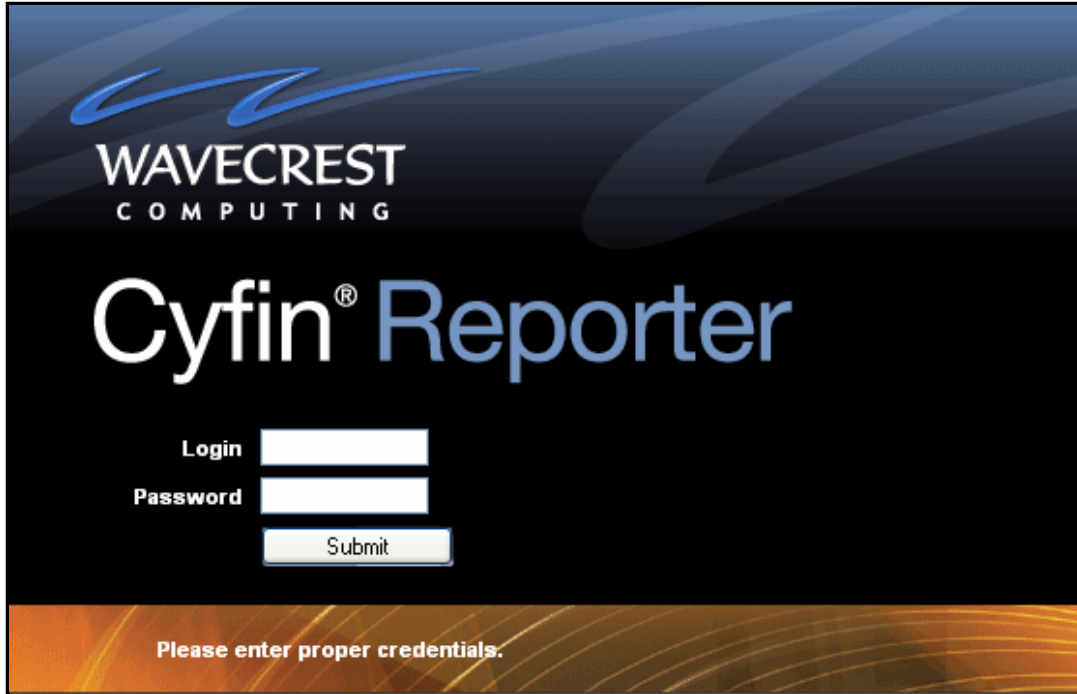 WAVECREST
COMPUTING
Cyfin® Reporter
Login
Password
Submit
Please enter proper credentials.